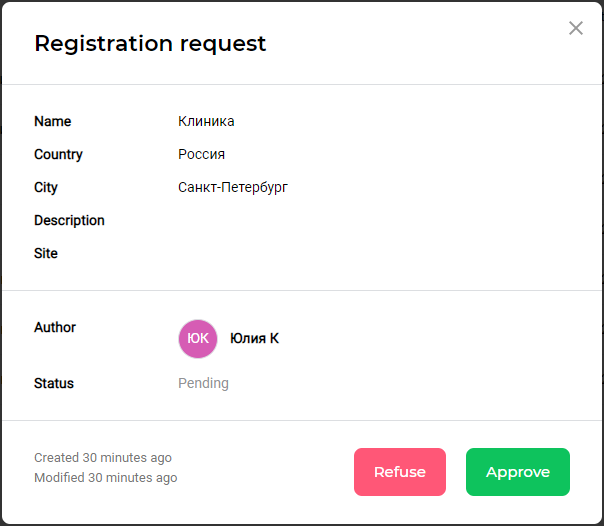 Registration request
Name Клиника
Country Россия
City Санкт-Петербург
Description
Site
Author ЮК Юлия К
Status Pending
Created 30 minutes ago
Modified 30 minutes ago
Refuse Approve